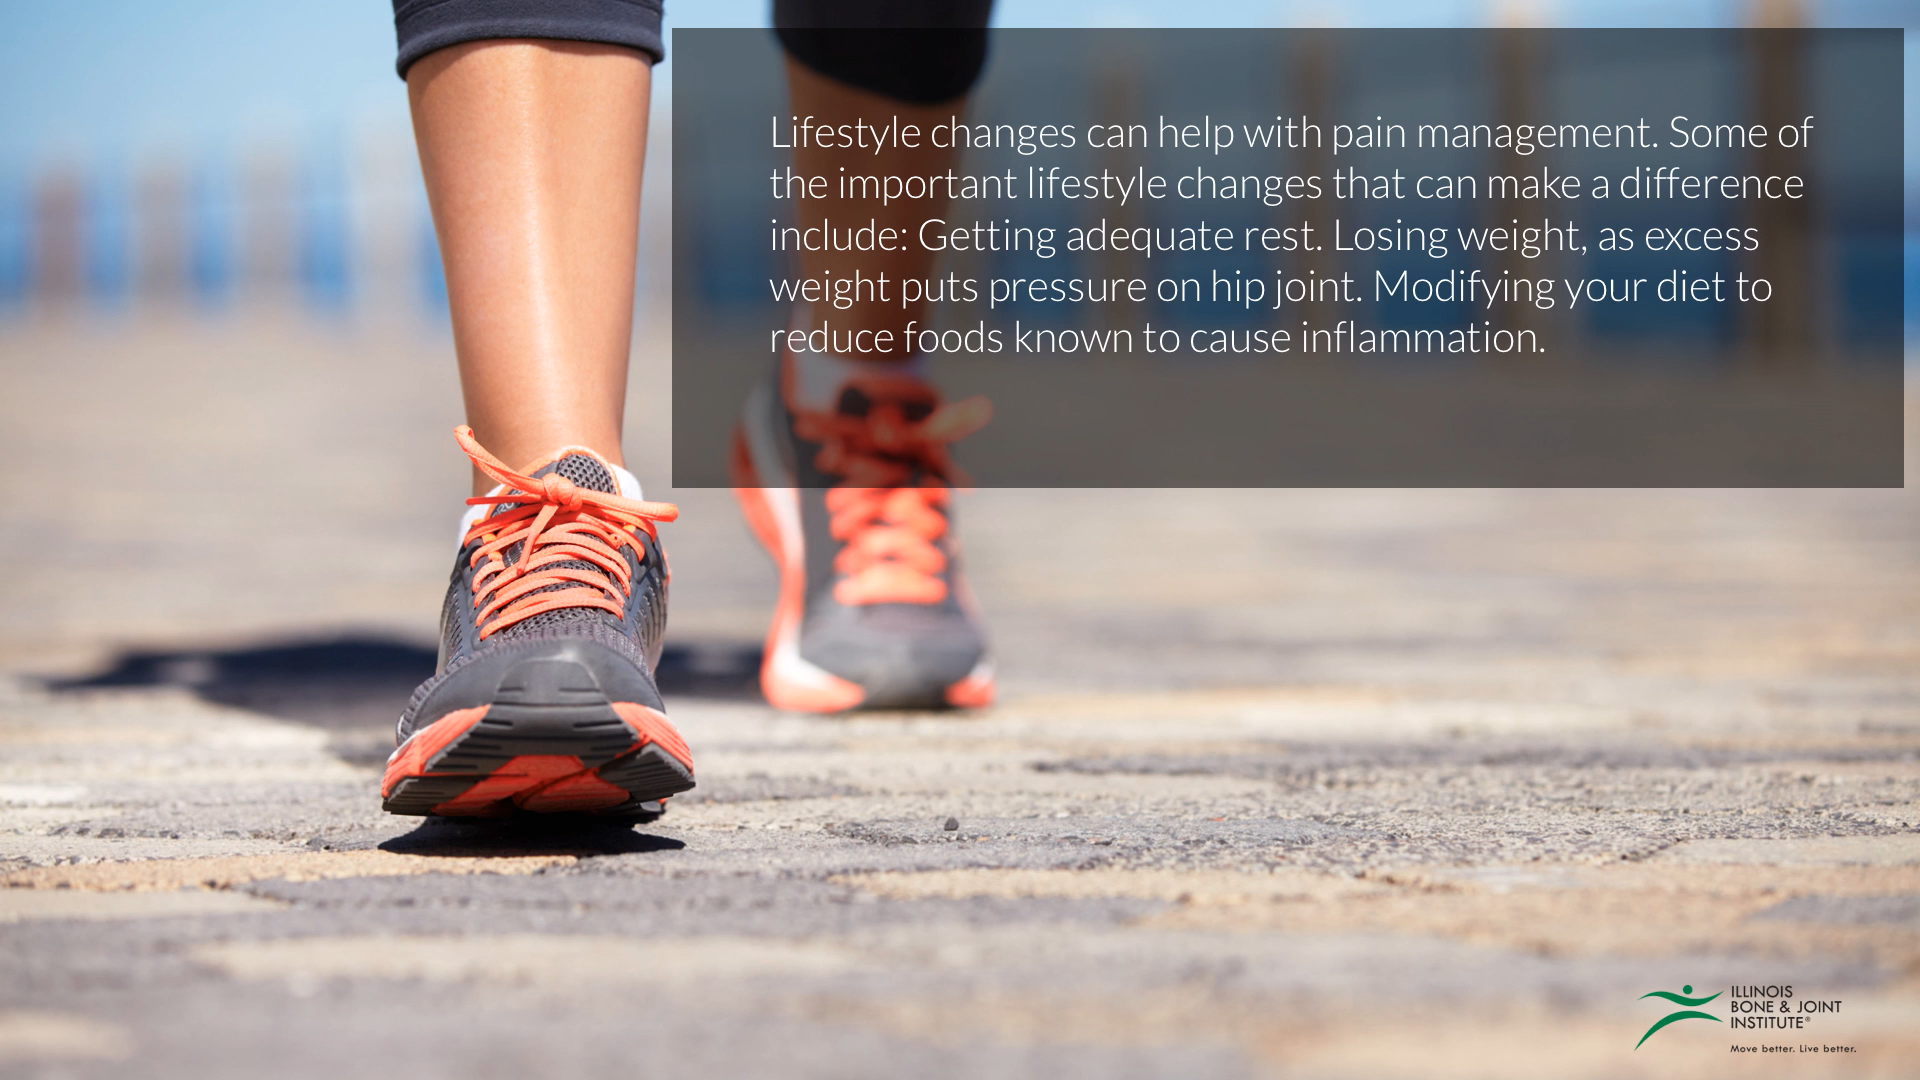 Lifestyle changes can help with pain management. Some of
the important lifestyle changes that can make a difference
include: Getting adequate rest. Losing weight, as excess
weight puts pressure on hip joint. Modifying your diet to
reduce foods known to cause inflammation.
ILLINOIS
BONE & JOINT
INSTITUTE®
Move better. Live better.